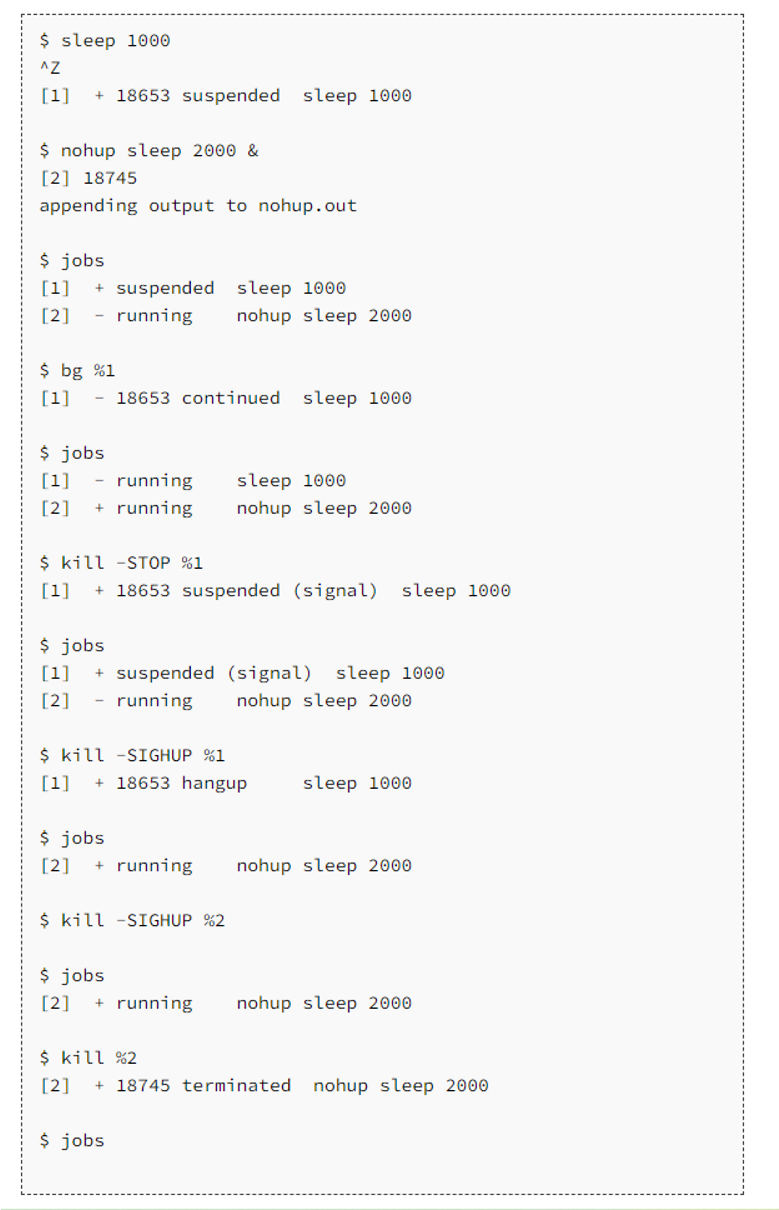 $ sleep 1000
^Z
[1]  + 18653 suspended  sleep 1000
$ nohup sleep 2000 &
[2] 18745
appending output to nohup.out
$ jobs
[1]  + suspended  sleep 1000
[2]  - running    nohup sleep 2000
$ bg %1
[1]  - 18653 continued  sleep 1000
$ jobs
[1]  - running    sleep 1000
[2]  + running    nohup sleep 2000
$ kill -STOP %1
[1]  + 18653 suspended (signal)  sleep 1000
$ jobs
[1]  + suspended (signal)  sleep 1000
[2]  - running    nohup sleep 2000
$ kill -SIGHUP %1
[1]  + 18653 hangup     sleep 1000
$ jobs
[2]  + running    nohup sleep 2000
$ kill -SIGHUP %2
$ jobs
[2]  + running    nohup sleep 2000
$ kill %2
[2]  + 18745 terminated  nohup sleep 2000
$ jobs